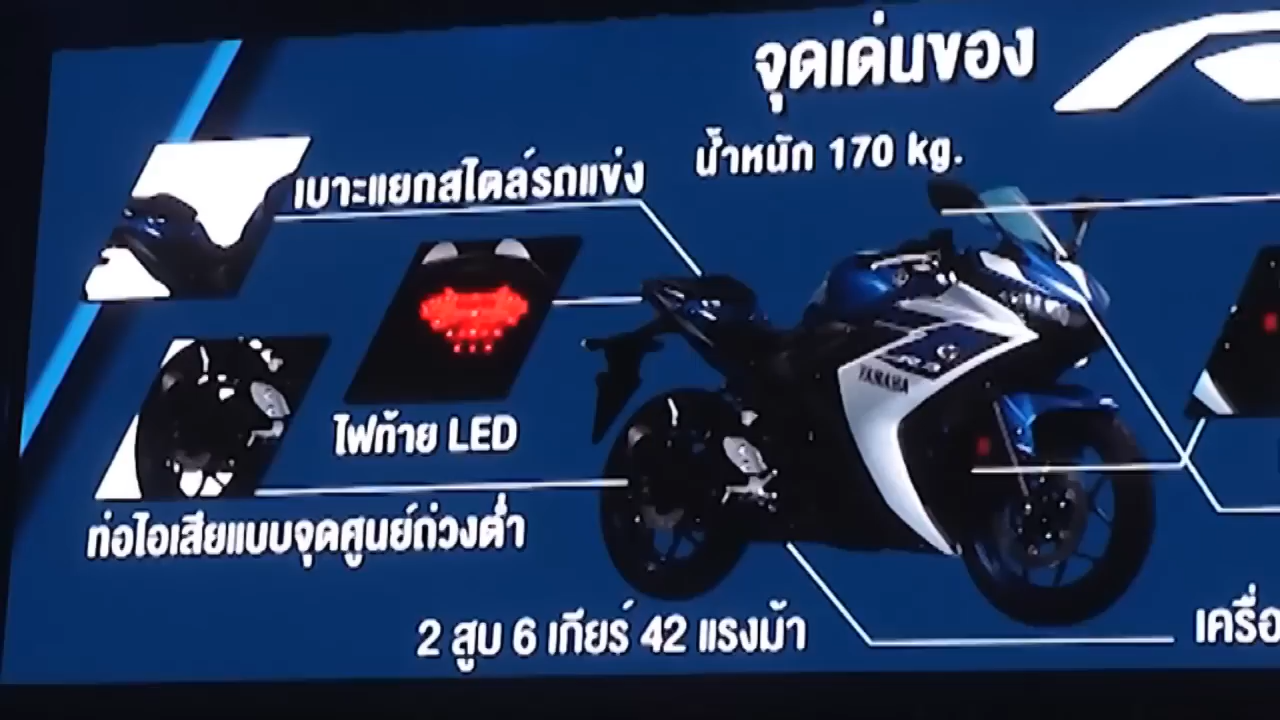 จุดเด่นของ
น้ำหนัก 170 kg.
เบาะแยกสไตล์รถแข่ง
ไฟท้าย LED
YAMAHA
ท่อไอเสียแบบจุดศูนย์ถ่วงต่ำ
2 สูบ 6 เกียร์ 42 แรงม้า